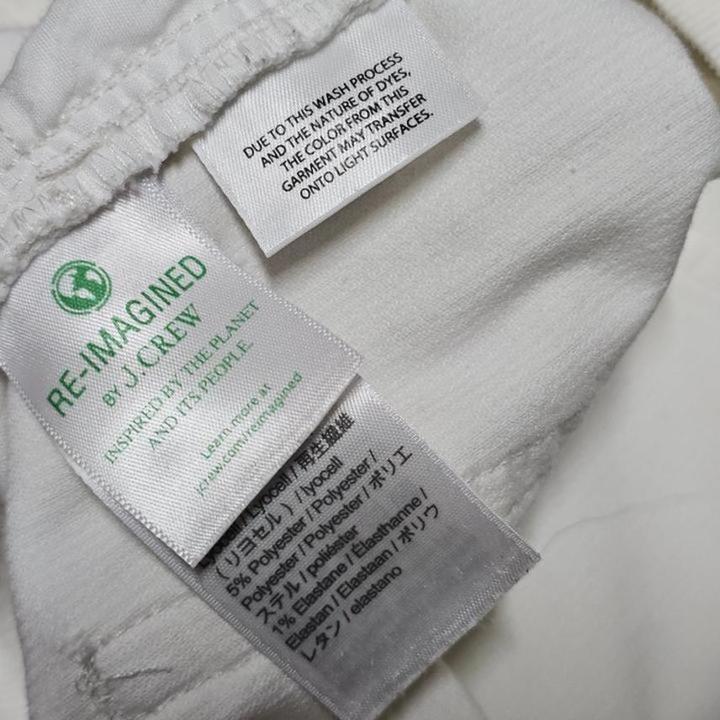 DUE TO THIS WASH PROCESS
AND THE NATURE OF DYES,
THE COLOR FROM THIS
GARMENT MAY TRANSFER
ONTO LIGHT SURFACES.
RE-IMAGINED
BY J.CREW
INSPIRED BY THE PLANET
AND ITS PEOPLE.
Learn more at
jcrew.com/reimagined
/ Lyocell / 再生繊維
(リヨセル) / lyocell
5% Polyester / Polyester /
Polyester / Polyester / ポリエ
ステル / poliéster
1% Elastane / Élasthanne /
Elastan / Elastaan / ポリウ
レタン / elastano